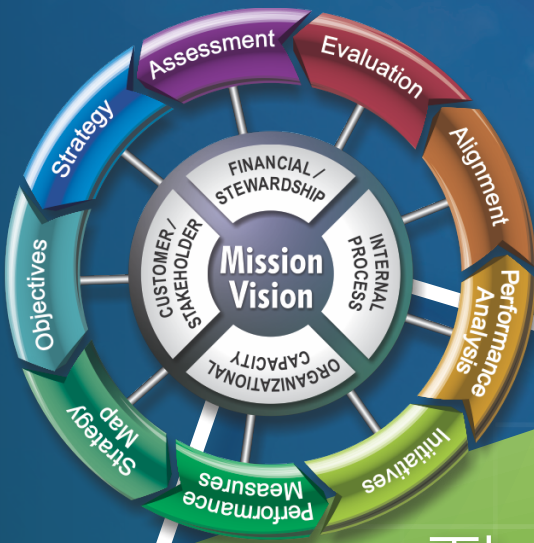 Assessment
Evaluation
Alignment
Performance
Analysis
Initiatives
Performance
Measures
Strategy
Map
Objectives
Strategy
FINANCIAL /
STEWARDSHIP
INTERNAL
PROCESS
ORGANIZATIONAL
CAPACITY
CUSTOMER /
STAKEHOLDER
Mission
Vision